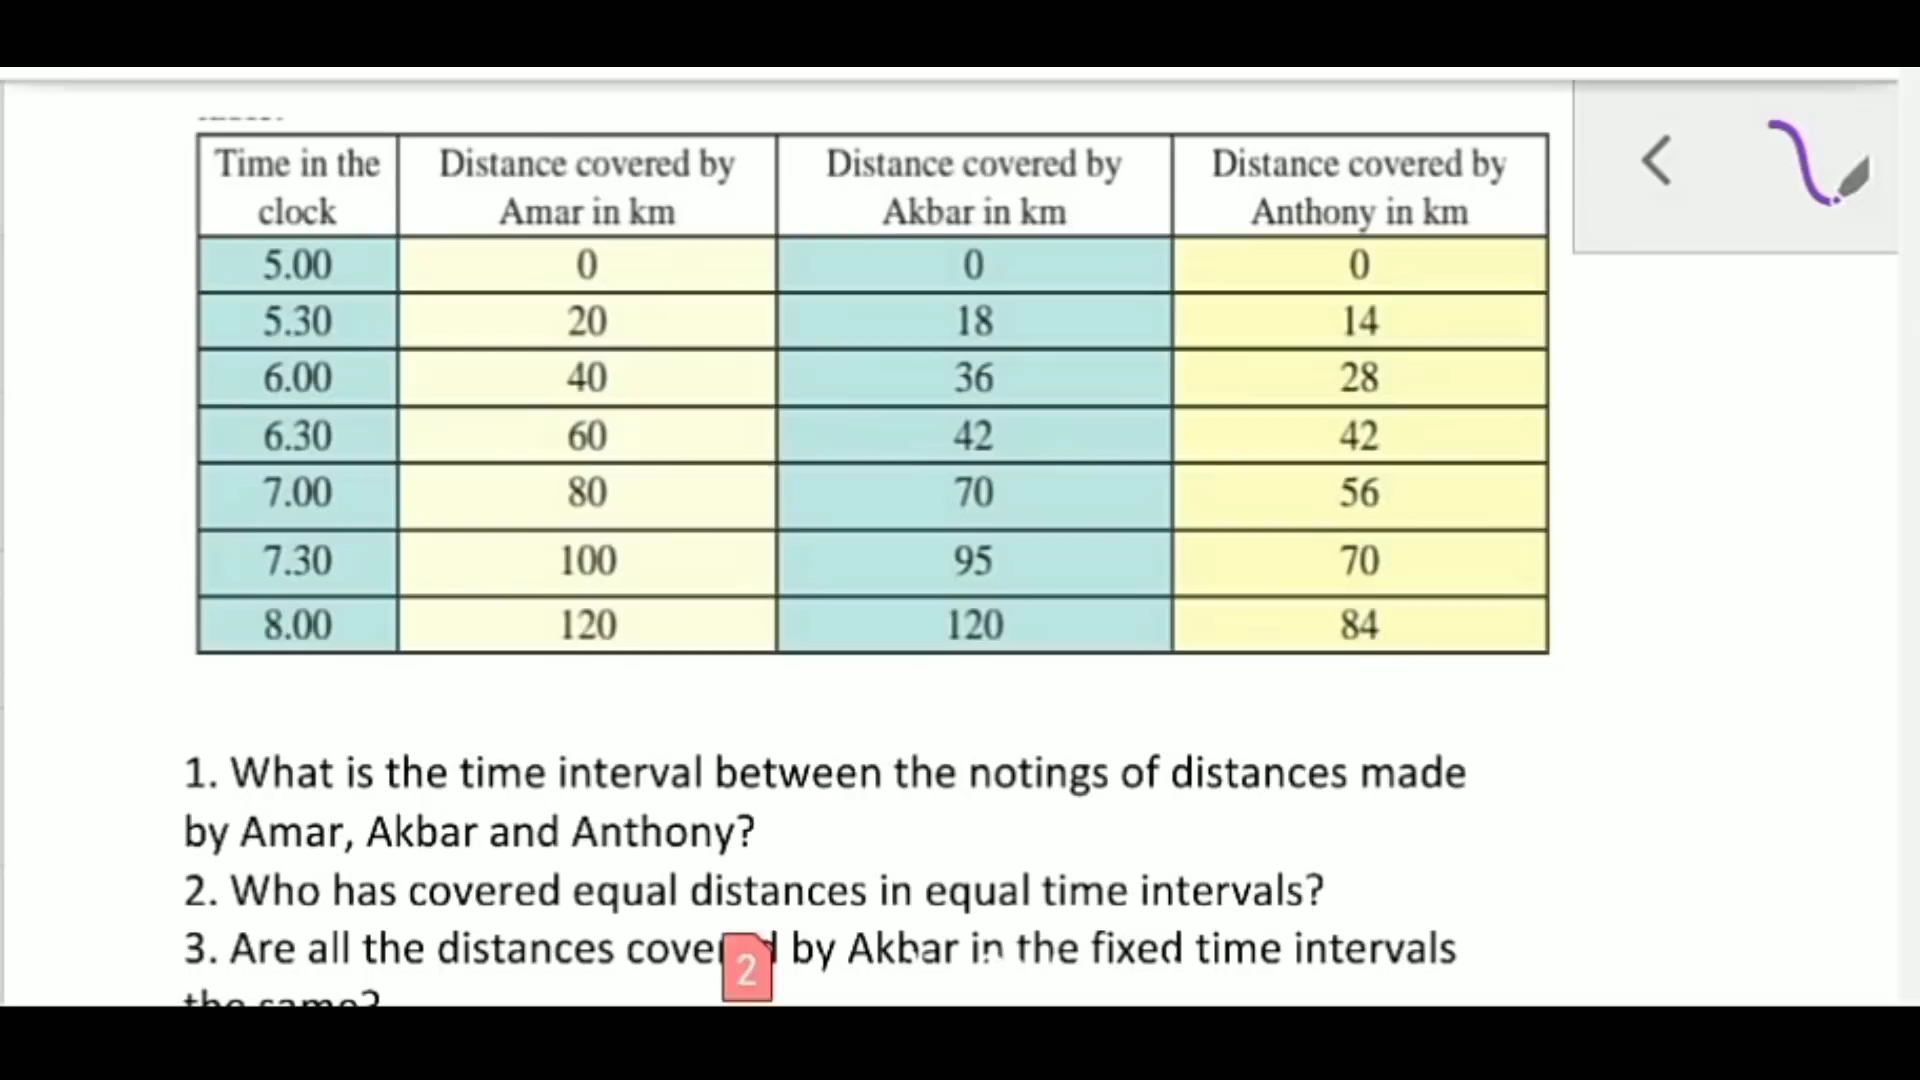 Time in the clock Distance covered by Amar in km Distance covered by Akbar in km Distance covered by Anthony in km
5.00 0 0 0
5.30 20 18 14
6.00 40 36 28
6.30 60 42 42
7.00 80 70 56
7.30 100 95 70
8.00 120 120 84
1. What is the time interval between the notings of distances made
by Amar, Akbar and Anthony?
2. Who has covered equal distances in equal time intervals?
3. Are all the distances by Akbar in the fixed time intervals
the same?
2